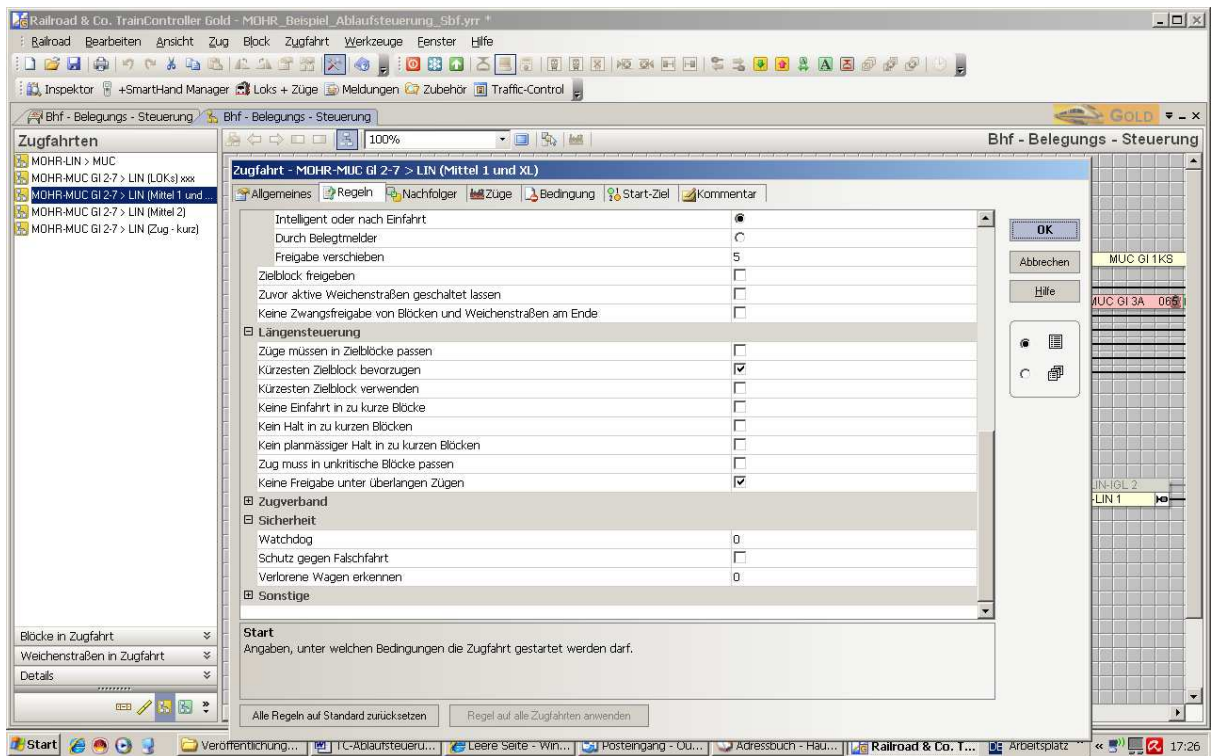 Railroad & Co. TrainController Gold - MOHR_Beispiel_Ablaufsteuerung_Sbf.yrr *
Railroad Bearbeiten Ansicht Zug Block Zugfahrt Werkzeuge Fenster Hilfe
Inspektor +SmartHand Manager Loks + Züge Meldungen Zubehör Traffic-Control
Bhf - Belegungs - Steuerung Bhf - Belegungs - Steuerung GOLD
Zugfahrten 100% Bhf - Belegungs - Steuerung
MOHR-LIN > MUC
MOHR-MUC Gl 2-7 > LIN (LOKs) xxx
MOHR-MUC Gl 2-7 > LIN (Mittel 1 und ...
MOHR-MUC Gl 2-7 > LIN (Mittel 2)
MOHR-MUC Gl 2-7 > LIN (Zug - kurz)
Zugfahrt - MOHR-MUC Gl 2-7 > LIN (Mittel 1 und XL)
Allgemeines Regeln Nachfolger Züge Bedingung Start-Ziel Kommentar
Intelligent oder nach Einfahrt
Durch Belegtmelder
Freigabe verschieben 5
Zielblock freigeben
Zuvor aktive Weichenstraßen geschaltet lassen
Keine Zwangsfreigabe von Blöcken und Weichenstraßen am Ende
Längensteuerung
Züge müssen in Zielblöcke passen
Kürzesten Zielblock bevorzugen
Kürzesten Zielblock verwenden
Keine Einfahrt in zu kurze Blöcke
Kein Halt in zu kurzen Blöcken
Kein planmässiger Halt in zu kurzen Blöcken
Zug muss in unkritische Blöcke passen
Keine Freigabe unter überlangen Zügen
Zugverband
Sicherheit
Watchdog 0
Schutz gegen Falschfahrt
Verlorene Wagen erkennen 0
Sonstige
OK
Abbrechen
Hilfe
MUC Gl 1KS
MUC Gl 3A 065
LIN-IGL 2
-LIN 1
Start
Angaben, unter welchen Bedingungen die Zugfahrt gestartet werden darf.
Alle Regeln auf Standard zurücksetzen Regel auf alle Zugfahrten anwenden
Blöcke in Zugfahrt
Weichenstraßen in Zugfahrt
Details
Start Veröffentlichung... TC-Ablaufsteueru... Leere Seite - Win... Posteingang - Ou... Adressbuch - Hau... Railroad & Co. T... DE Arbeitsplatz » « 17:26